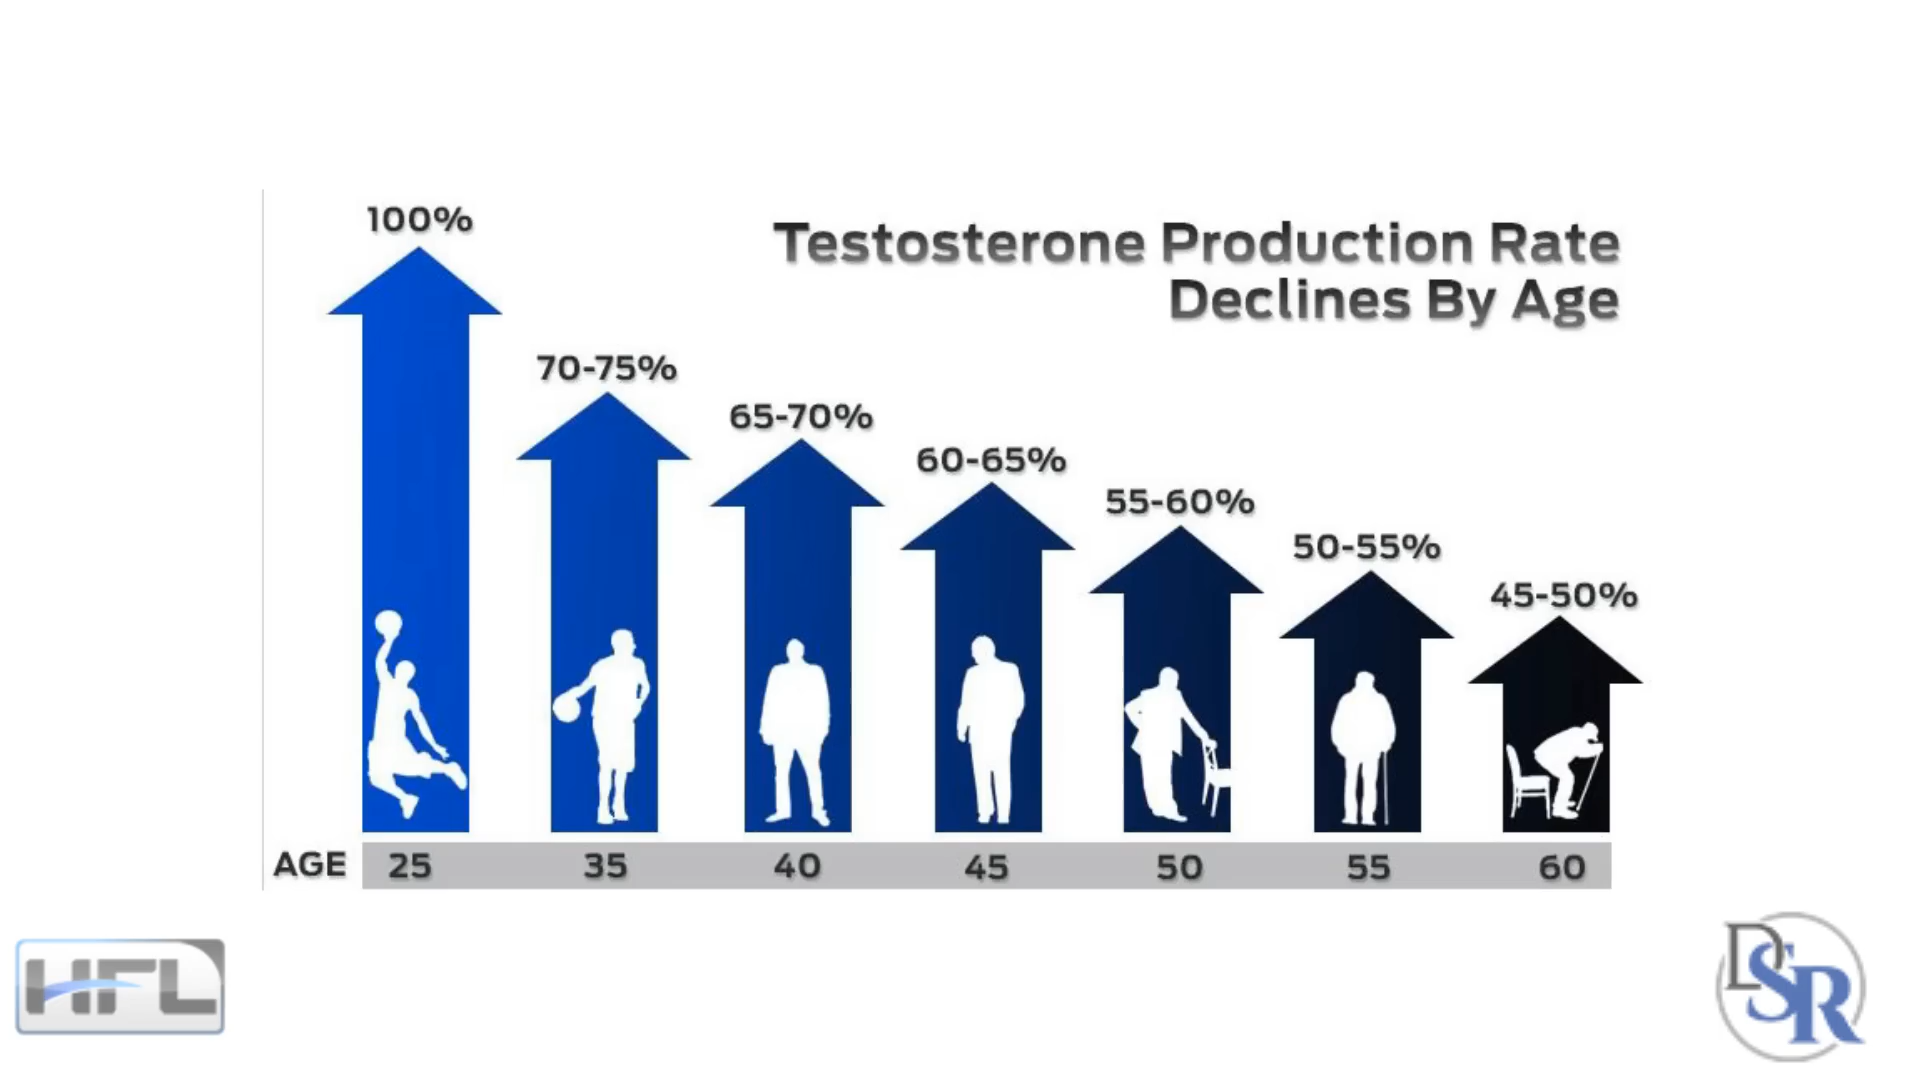 Testosterone Production Rate
Declines By Age
100%
70-75%
65-70%
60-65%
55-60%
50-55%
45-50%
AGE 25 35 40 45 50 55 60
HFL
DSR